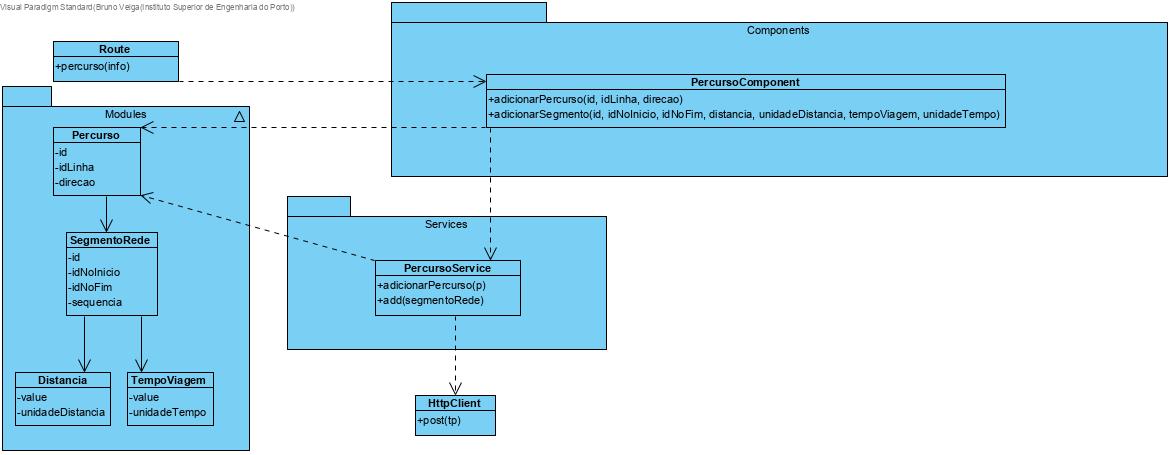 Visual Paradigm Standard(Bruno Veiga(Instituto Superior de Engenharia do Porto))
Components
Route
+percurso(info)
PercursoComponent
+adicionarPercurso(id, idLinha, direcao)
+adicionarSegmento(id, idNoInicio, idNoFim, distancia, unidadeDistancia, tempoViagem, unidadeTempo)
Modules
Percurso
-id
-idLinha
-direcao
SegmentoRede
-id
-idNoInicio
-idNoFim
-sequencia
Distancia
-value
-unidadeDistancia
TempoViagem
-value
-unidadeTempo
Services
PercursoService
+adicionarPercurso(p)
+add(segmentoRede)
HttpClient
+post(tp)